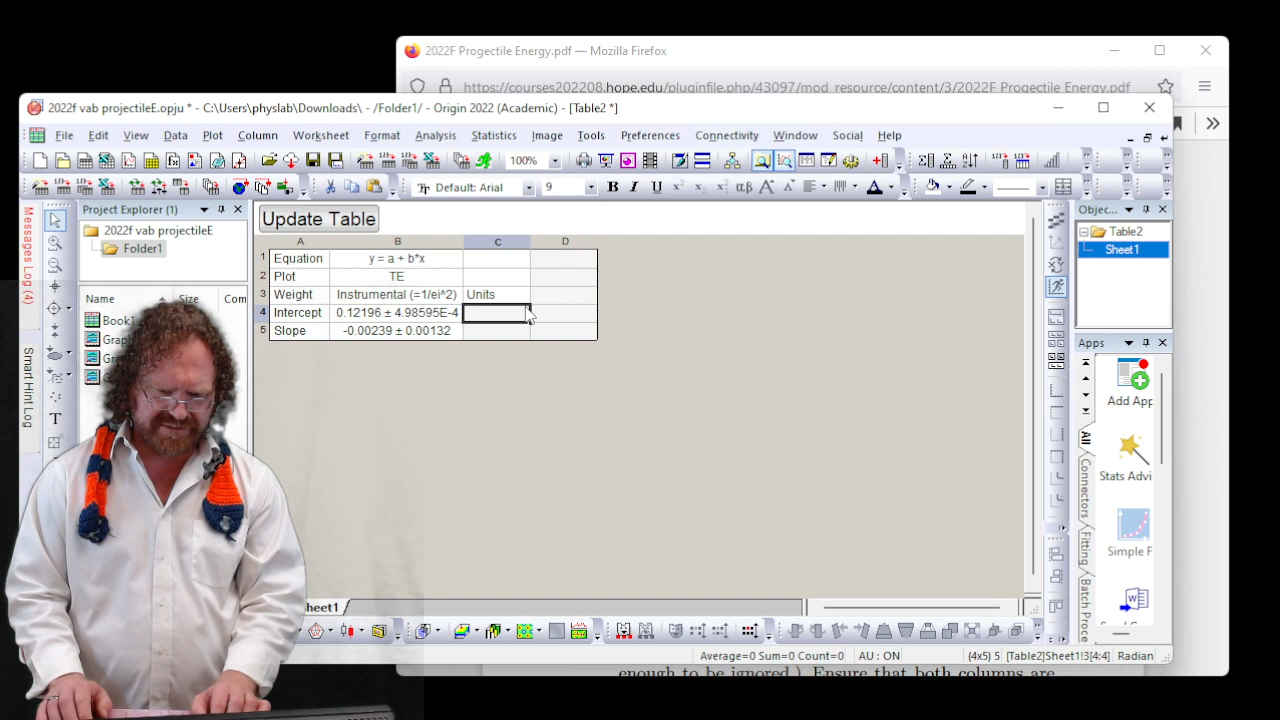 2022F Progectile Energy.pdf — Mozilla Firefox
https://courses202208.hope.edu/pluginfile.php/43097/mod_resource/content/3/2022F Progectile Energy.pdf
2022f vab projectilE.opju * - C:\Users\physlab\Downloads\ - /Folder1/ - Origin 2022 (Academic) - [Table2 *]
File Edit View Data Plot Column Worksheet Format Analysis Statistics Image Tools Preferences Connectivity Window Social Help
100%
Default: Arial 9 B I U
Project Explorer (1)
2022f vab projectilE
Folder1
Name Size Com
Book1
Grap
Gra
Messages Log (4)
Smart Hint Log
Update Table
A B C D
1 Equation y = a + b*x
2 Plot TE
3 Weight Instrumental (=1/ei^2) Units
4 Intercept 0.12196 ± 4.98595E-4
5 Slope -0.00239 ± 0.00132
Objec...
Table2
Sheet1
Apps
Add App
Stats Advi
Simple F
All
Connectors
Fitting
Batch Proce
heet1
Average=0 Sum=0 Count=0 AU : ON (4x5) 5 [Table2]Sheet1!3[4:4] Radian
enough to be ignored.) Ensure that both columns are